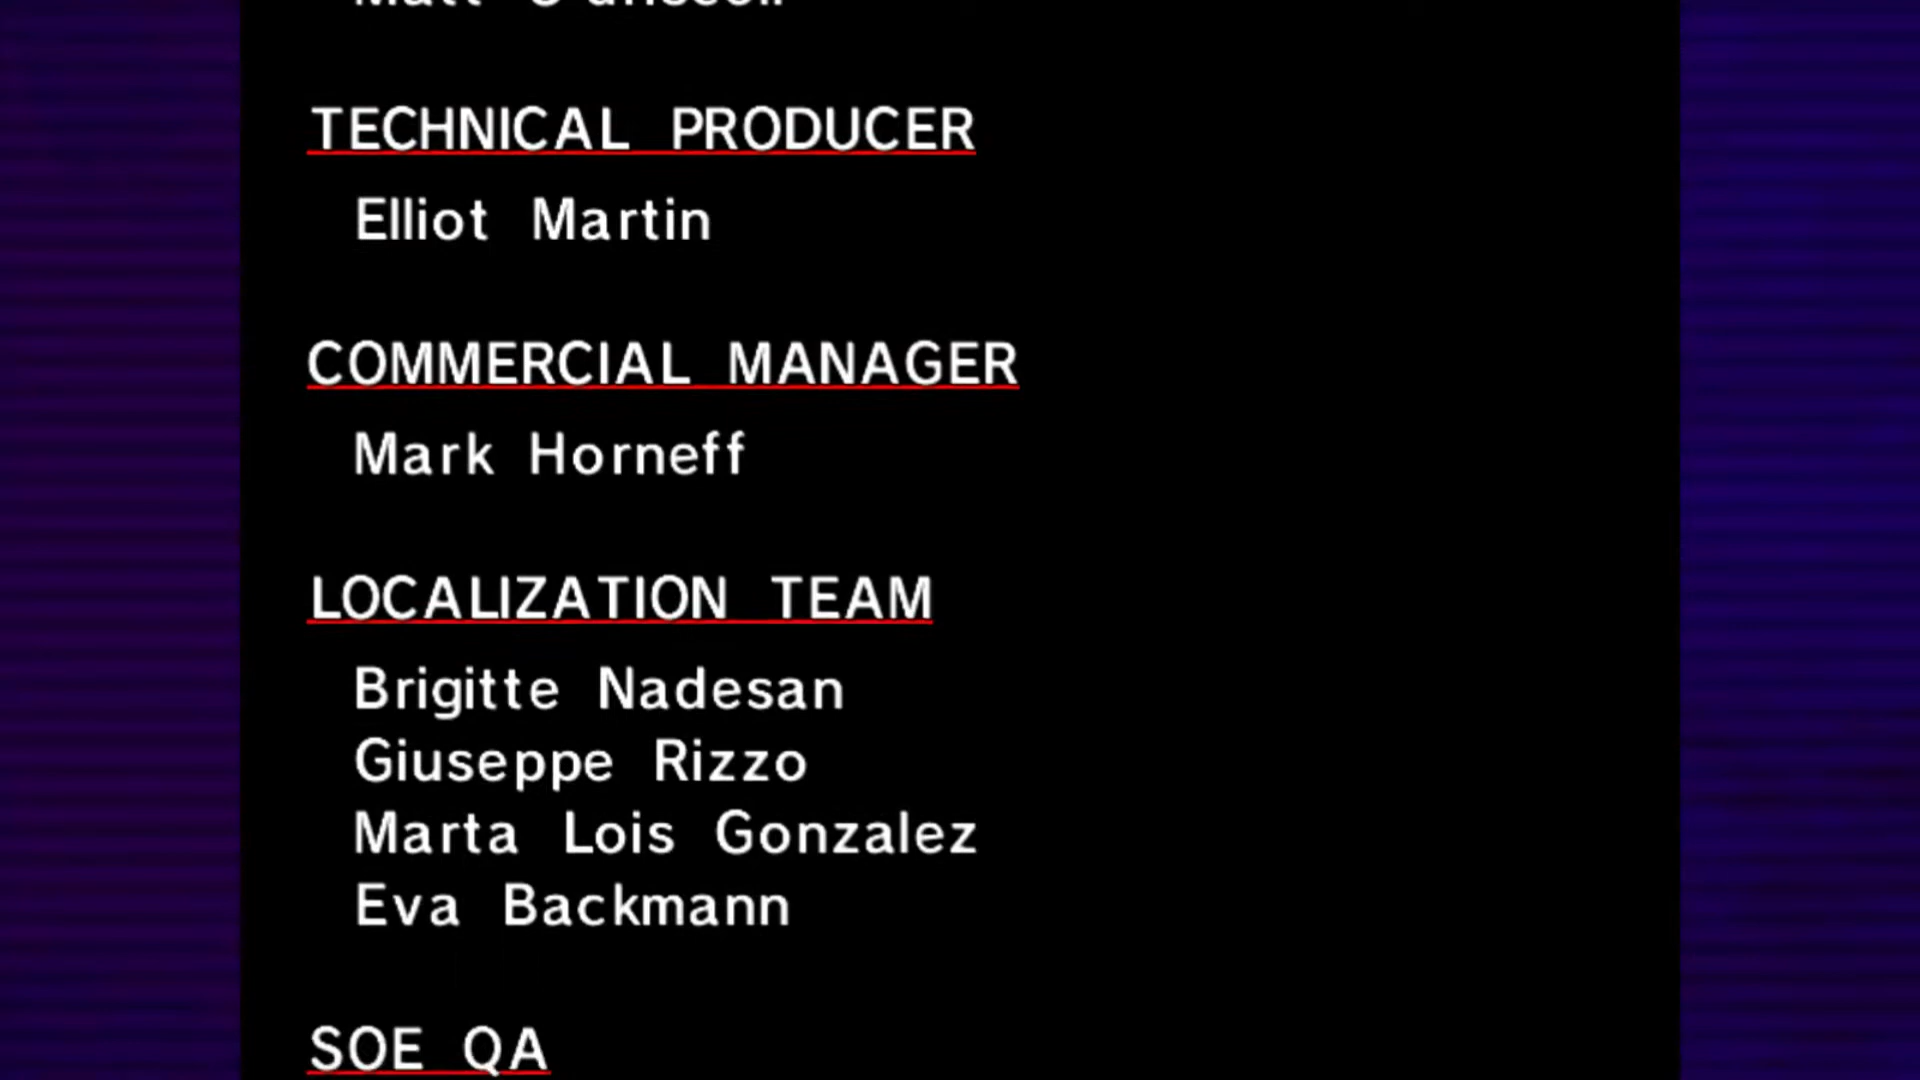 TECHNICAL PRODUCER
Elliot Martin
COMMERCIAL MANAGER
Mark Horneff
LOCALIZATION TEAM
Brigitte Nadesan
Giuseppe Rizzo
Marta Lois Gonzalez
Eva Backmann
SOE QA